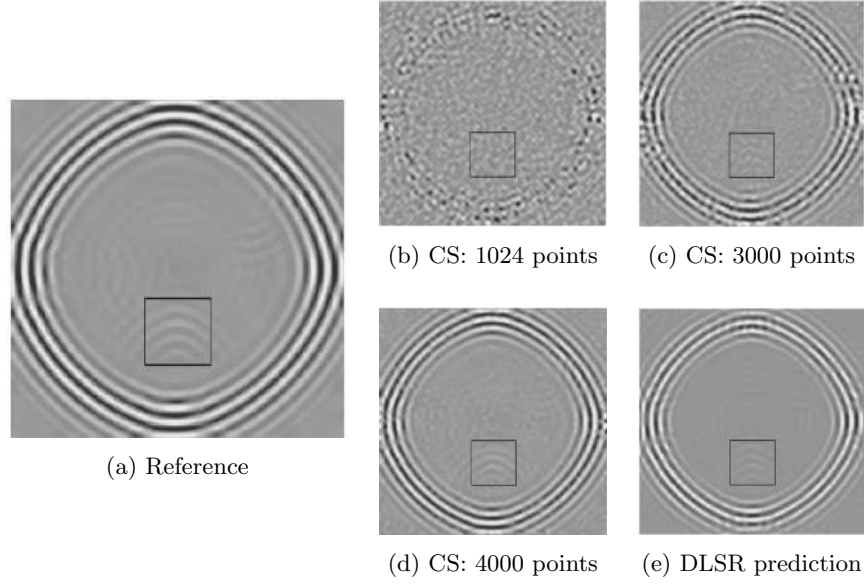 (a) Reference
(b) CS: 1024 points
(c) CS: 3000 points
(d) CS: 4000 points
(e) DLSR prediction